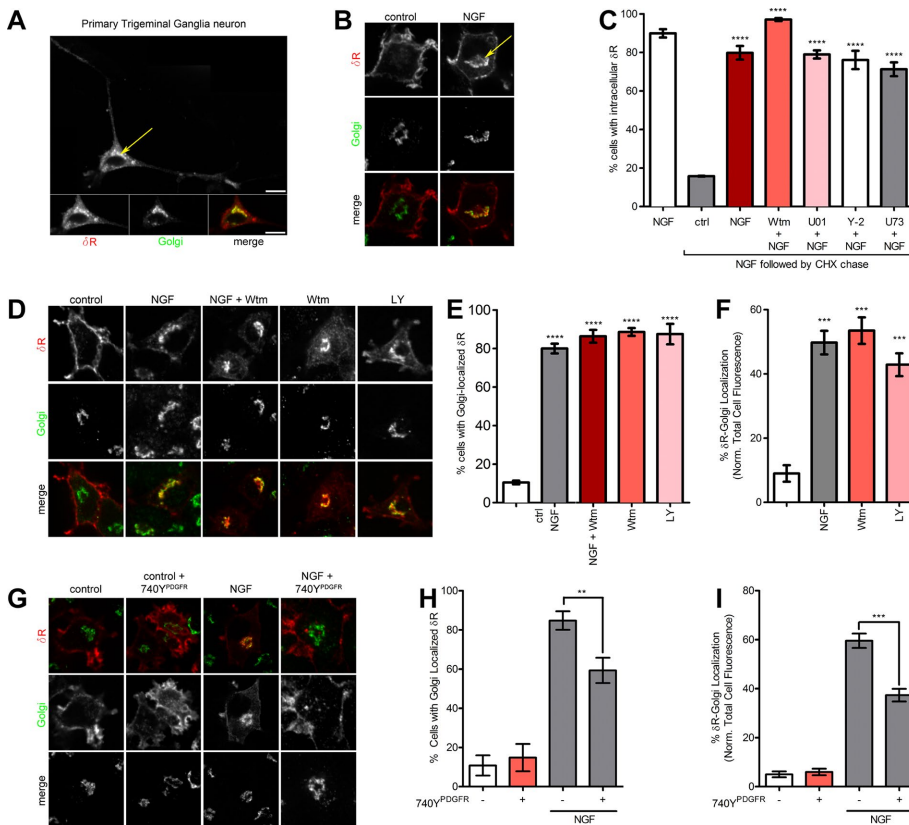 A
Primary Trigeminal Ganglia neuron
δR
Golgi
merge
B
control
NGF
δR
Golgi
merge
C
% cells with intracellular δR
100
80
60
40
20
0
****
****
****
****
****
NGF
ctrl
NGF
Wtm + NGF
U01 + NGF
Y-2 + NGF
U73 + NGF
NGF followed by CHX chase
D
control
NGF
NGF + Wtm
Wtm
LY
δR
Golgi
merge
E
% cells with Golgi-localized δR
100
80
60
40
20
0
****
****
****
****
ctrl
NGF
NGF + Wtm
Wtm
LY
F
% δR-Golgi Localization
(Norm. Total Cell Fluorescence)
60
40
20
0
***
***
***
NGF
Wtm
LY
G
control
control +
740Y^PDGFR
NGF
NGF +
740Y^PDGFR
δR
Golgi
merge
H
% Cells with Golgi Localized δR
100
80
60
40
20
0
**
740Y^PDGFR - + - +
NGF
I
% δR-Golgi Localization
(Norm. Total Cell Fluorescence)
80
60
40
20
0
***
740Y^PDGFR - + - +
NGF